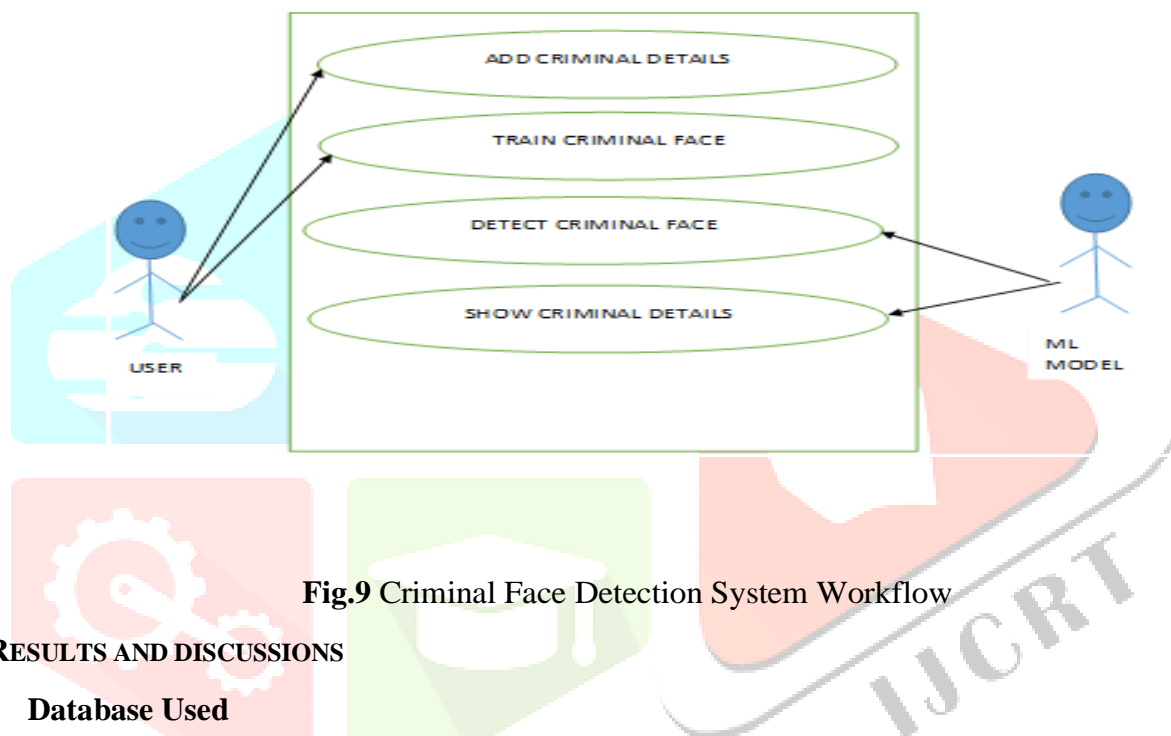 ADD CRIMINAL DETAILS
TRAIN CRIMINAL FACE
DETECT CRIMINAL FACE
SHOW CRIMINAL DETAILS
USER
ML
MODEL
Fig.9 Criminal Face Detection System Workflow
RESULTS AND DISCUSSIONS
Database Used
IJCRT